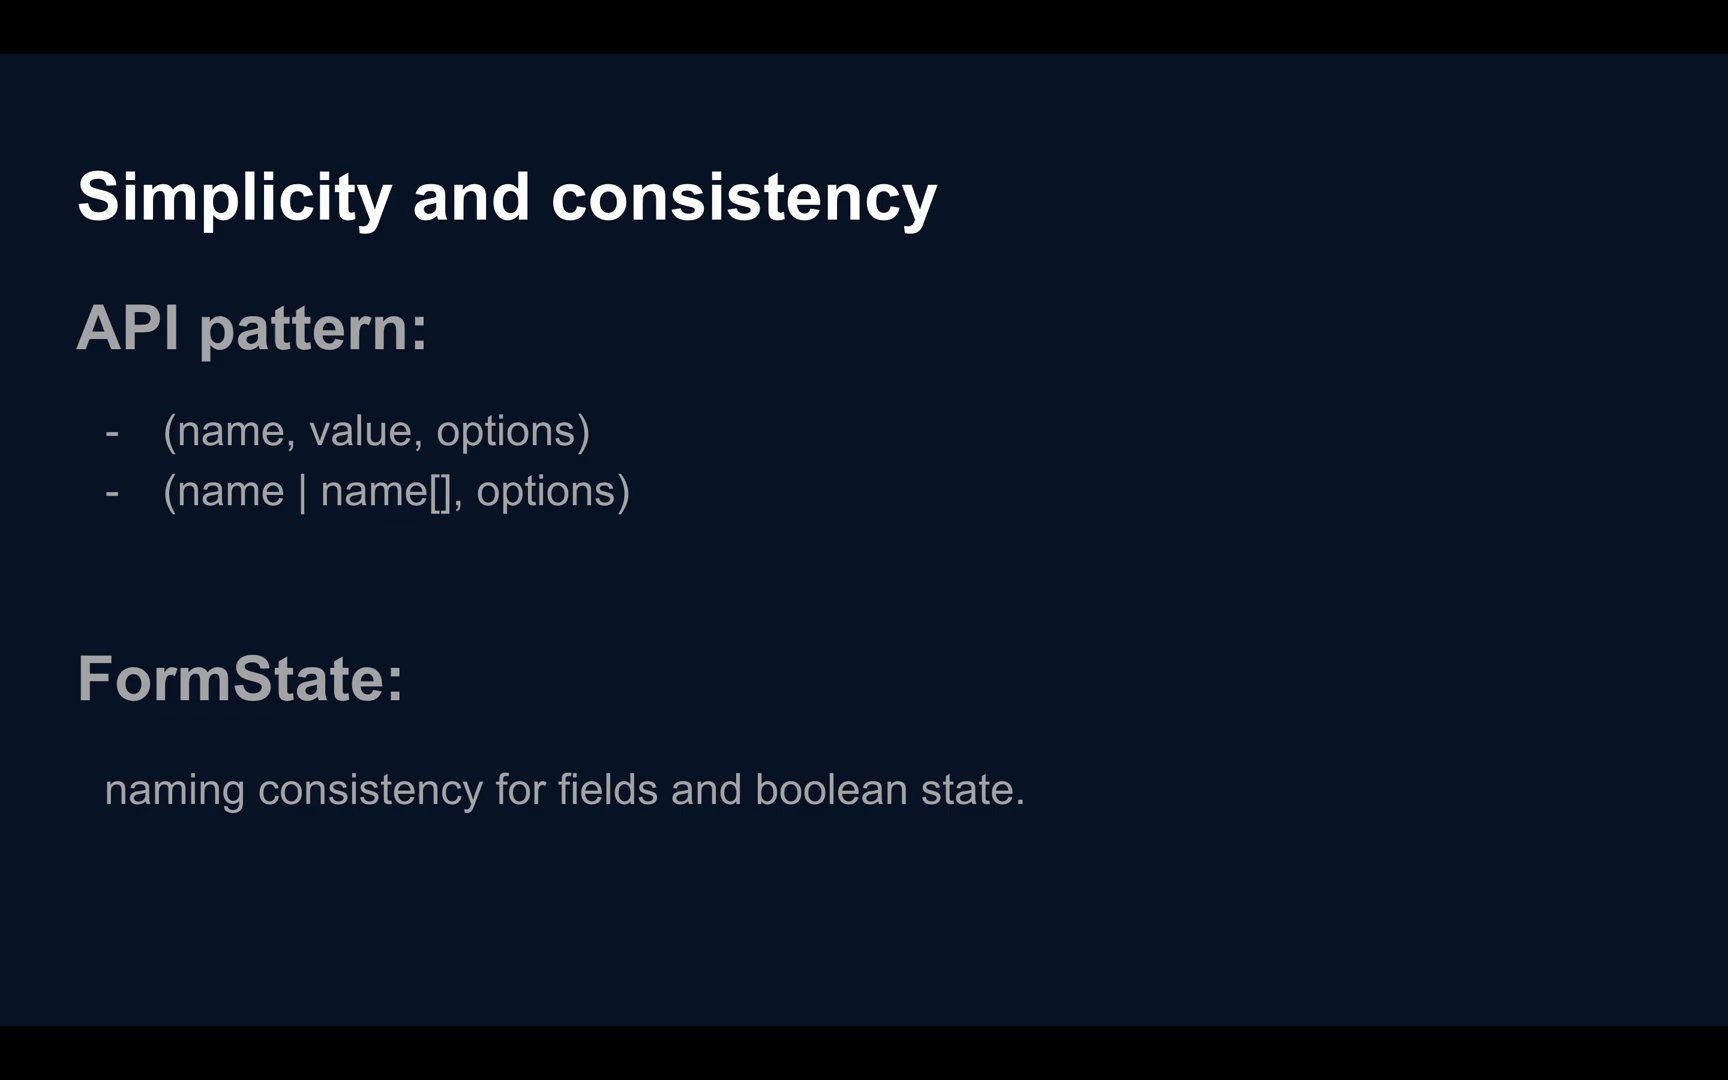 Simplicity and consistency
API pattern:
- (name, value, options)
- (name | name[], options)
FormState:
naming consistency for fields and boolean state.